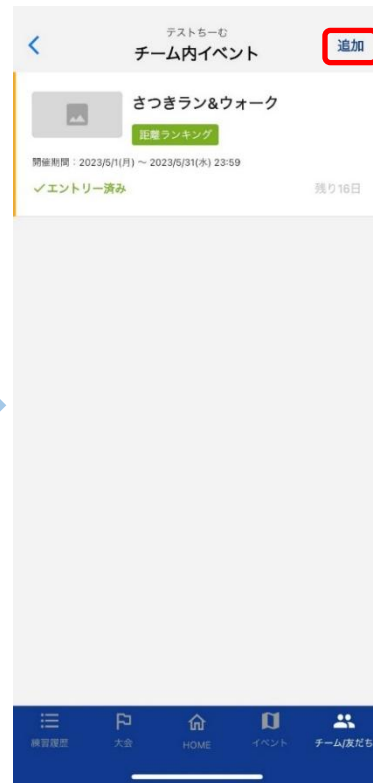 テストちーむ
チーム内イベント
追加
さつきラン&ウォーク
距離ランキング
開催期間：2023/5/1(月) ～ 2023/5/31(水) 23:59
✓エントリー済み
残り16日
練習履歴
大会
HOME
イベント
チーム/友だち